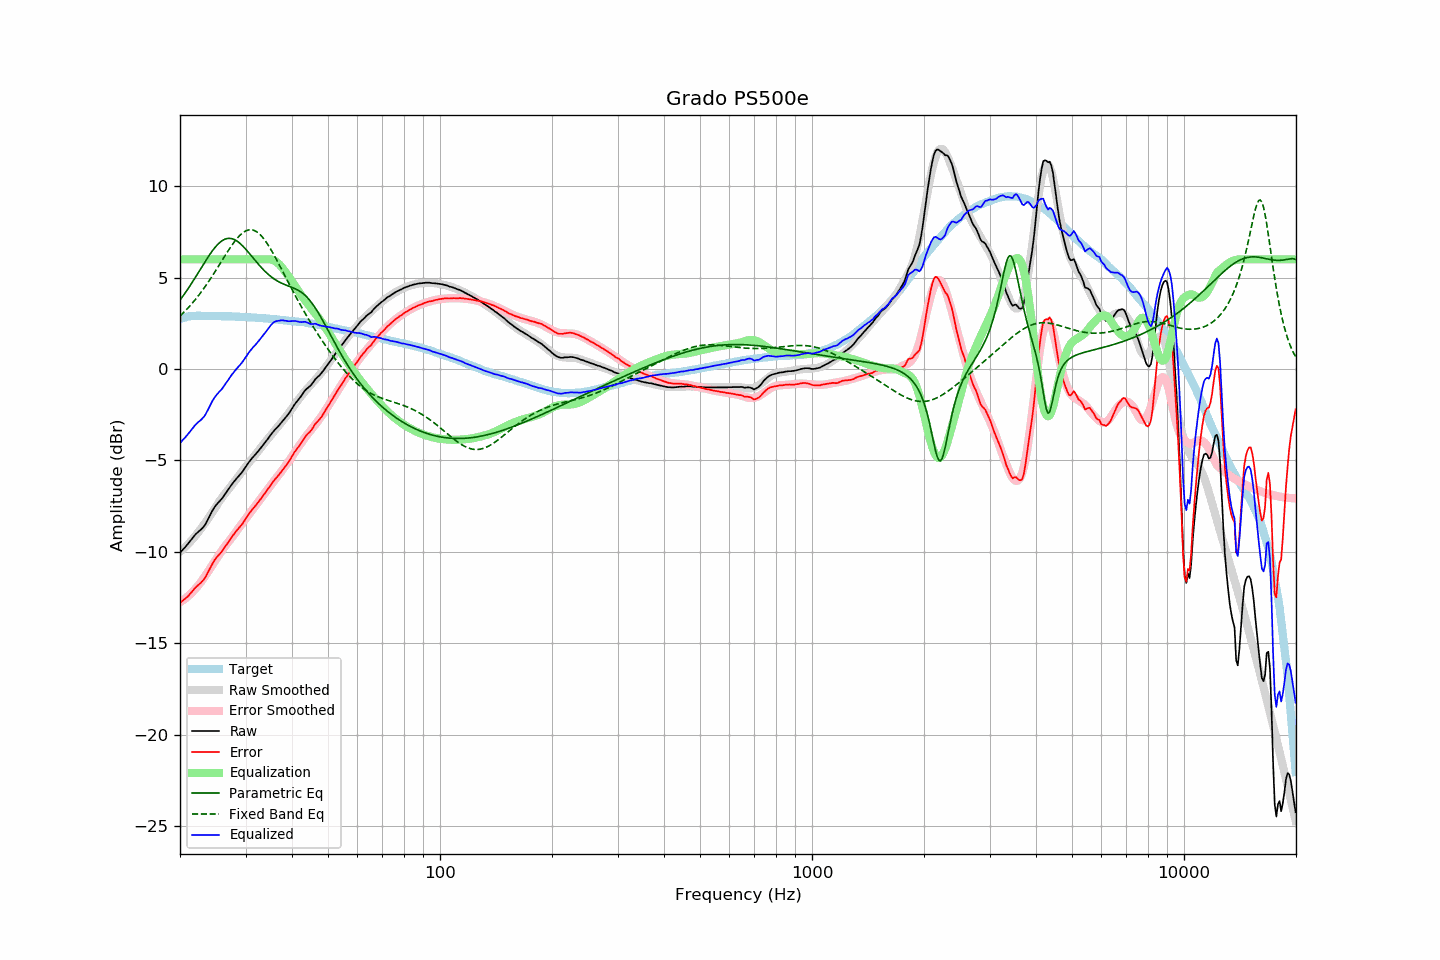 Grado PS500e
Amplitude (dBr)
10
5
0
−5
−10
−15
−20
−25
Target
Raw Smoothed
Error Smoothed
Raw
Error
Equalization
Parametric Eq
Fixed Band Eq
Equalized
100
1000
10000
Frequency (Hz)